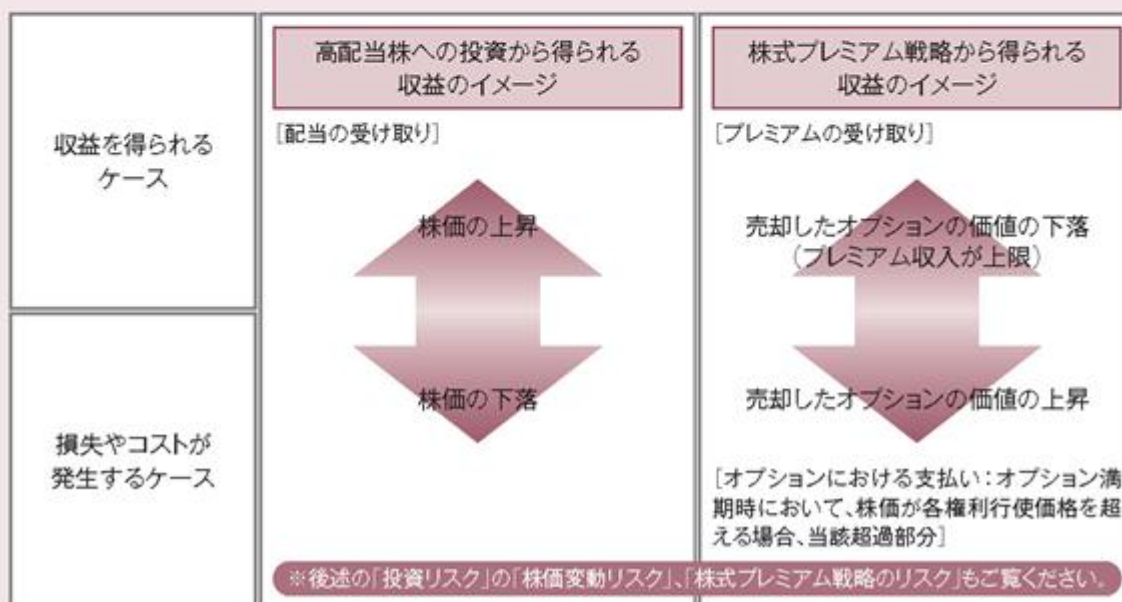 収益を得られる
ケース
高配当株への投資から得られる
収益のイメージ
[配当の受け取り]
株価の上昇
株価の下落
株式プレミアム戦略から得られる
収益のイメージ
[プレミアムの受け取り]
売却したオプションの価値の下落
（プレミアム収入が上限）
売却したオプションの価値の上昇
損失やコストが
発生するケース
[オプションにおける支払い：オプション満
期時において、株価が各権利行使価格を超
える場合、当該超過部分]
※後述の「投資リスク」の「株価変動リスク」、「株式プレミアム戦略のリスク」もご覧ください。